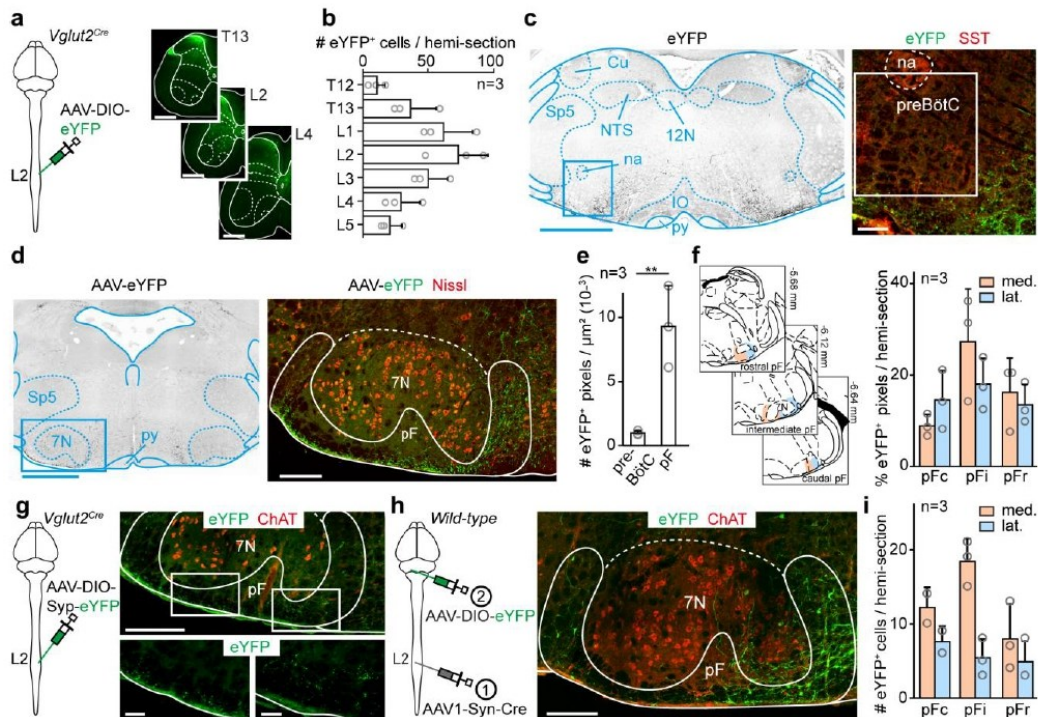 a
Vglut2Cre
AAV-DIO-
eYFP
L2
T13
L2
L4
b
# eYFP+ cells / hemi-section
0 50 100
n=3
T12
T13
L1
L2
L3
L4
L5
c
eYFP
Cu
Sp5
NTS
12N
na
IO
py
eYFP SST
na
preBötC
d
AAV-eYFP
Sp5
7N
py
AAV-eYFP Nissl
7N
pF
e
n=3
**
# eYFP+ pixels / µm² (10-3)
10
5
0
pre-
BötC
pF
f
-6.68 mm
rostral pF
-6.12 mm
intermediate pF
-6.64 mm
caudal pF
n=3
med.
lat.
% eYFP+ pixels / hemi-section
40
20
0
pFc pFi pFr
g
Vglut2Cre
AAV-DIO-
Syp-eYFP
L2
eYFP ChAT
7N
pF
eYFP
h
Wild-type
2
AAV-DIO-eYFP
L2
1
AAV1-Syn-Cre
eYFP ChAT
7N
pF
i
n=3
med.
lat.
# eYFP+ cells / hemi-section
20
10
0
pFc pFi pFr